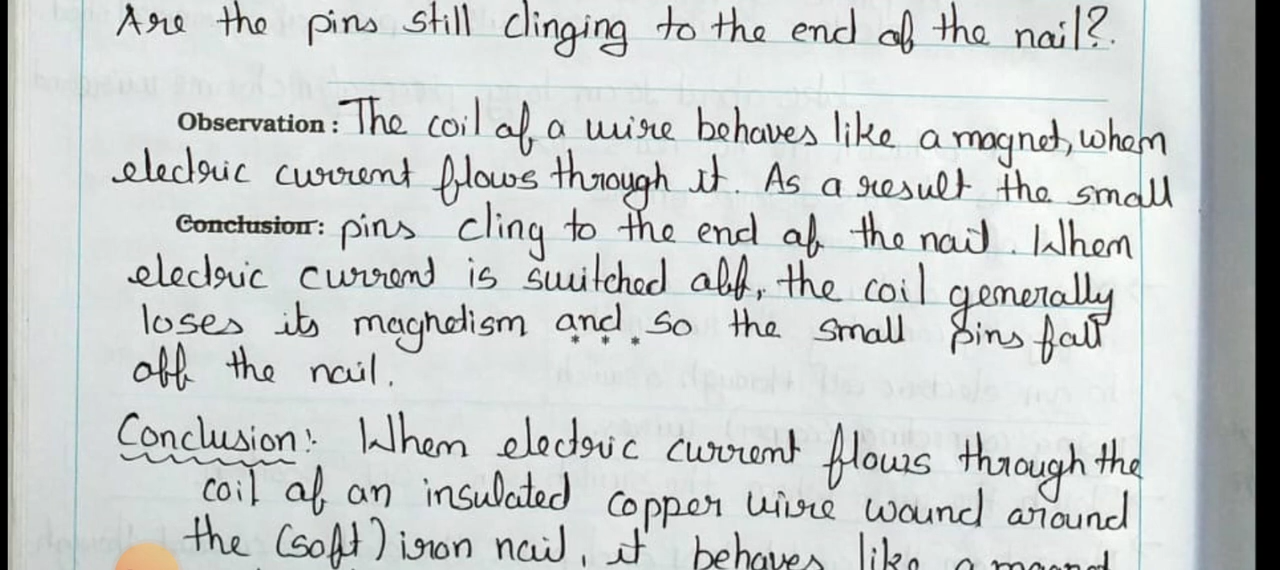 Are the pins still clinging to the end of the nail?
Observation : The coil of a wire behaves like a magnet, when
electric current flows through it. As a result the small
Conclusion : pins cling to the end of the nail. When
electric current is switched off, the coil generally
loses its magnetism and so the small pins fall
* * *
off the nail.
Conclusion: When electric current flows through the
coil of an insulated copper wire wound around
the (soft) iron nail, it behaves like a magnet